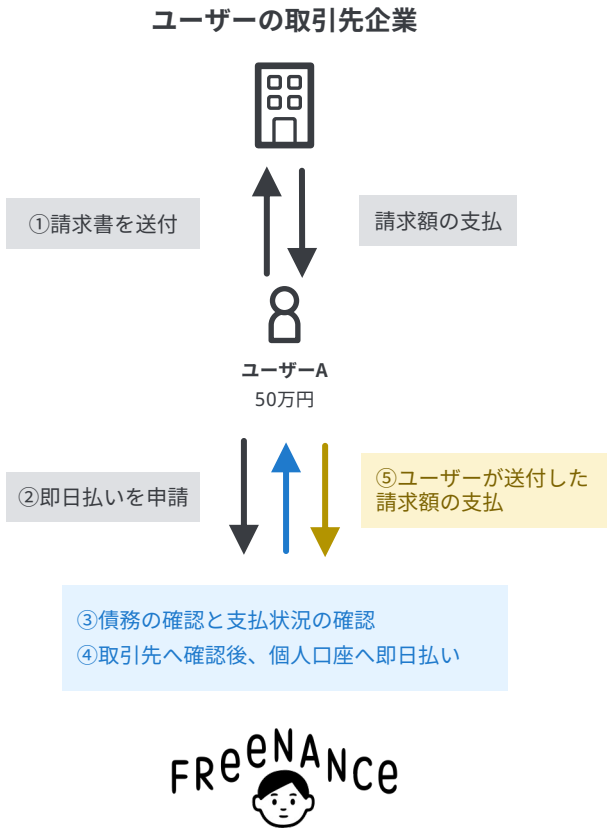 ユーザーの取引先企業
①請求書を送付
請求額の支払
ユーザーA
50万円
②即日払いを申請
⑤ユーザーが送付した
請求額の支払
③債務の確認と支払状況の確認
④取引先へ確認後、個人口座へ即日払い
FReeNANce